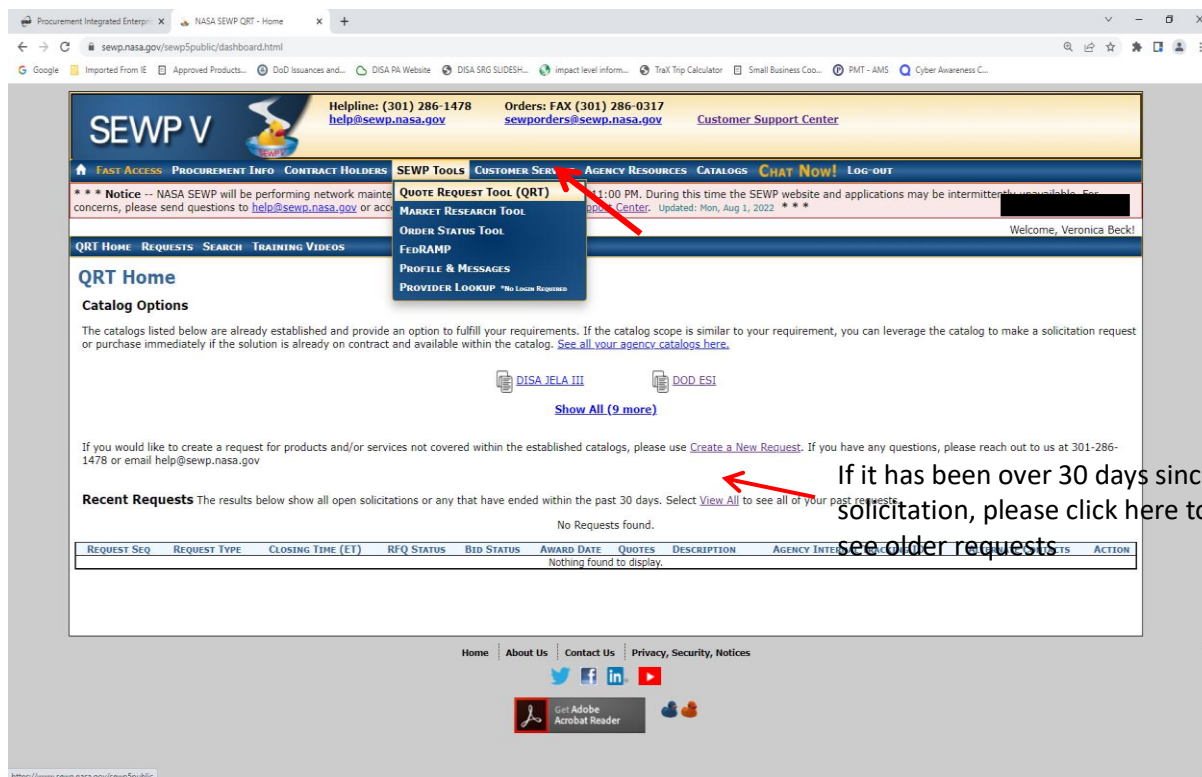 Procurement Integrated Enterpri
NASA SEWP QRT - Home
sewp.nasa.gov/sewp5public/dashboard.html
Google Imported From IE Approved Products... DoD Issuances and... DISA PA Website DISA SRG SLIDESH... impact level inform... TraX Trip Calculator Small Business Coo... PMT - AMS Cyber Awareness C...
SEWP V
Helpline: (301) 286-1478 Orders: FAX (301) 286-0317
help@sewp.nasa.gov sewporders@sewp.nasa.gov Customer Support Center
Fast Access Procurement Info Contract Holders SEWP Tools Customer Agency Resources Catalogs Chat Now! Log-out
* * * Notice -- NASA SEWP will be performing network mainte 11:00 PM. During this time the SEWP website and applications may be intermittently unavailable. For
concerns, please send questions to help@sewp.nasa.gov or acc Center. Updated: Mon, Aug 1, 2022 * * *
Quote Request Tool (QRT)
Market Research Tool
Order Status Tool
FedRAMP
Profile & Messages
Provider Lookup *No Login Required
Welcome, Veronica Beck!
QRT Home Requests Search Training Videos
QRT Home
Catalog Options
The catalogs listed below are already established and provide an option to fulfill your requirements. If the catalog scope is similar to your requirement, you can leverage the catalog to make a solicitation request
or purchase immediately if the solution is already on contract and available within the catalog. See all your agency catalogs here.
DISA JELA III DOD ESI
Show All (9 more)
If you would like to create a request for products and/or services not covered within the established catalogs, please use Create a New Request. If you have any questions, please reach out to us at 301-286-
1478 or email help@sewp.nasa.gov
If it has been over 30 days sinc
solicitation, please click here to
see older requests
Recent Requests The results below show all open solicitations or any that have ended within the past 30 days. Select View All to see all of your past requests.
No Requests found.
Request Seq Request Type Closing Time (ET) RFQ Status Bid Status Award Date Quotes Description Agency Contacts Action
Nothing found to display.
Home About Us Contact Us Privacy, Security, Notices
Get Adobe
Acrobat Reader